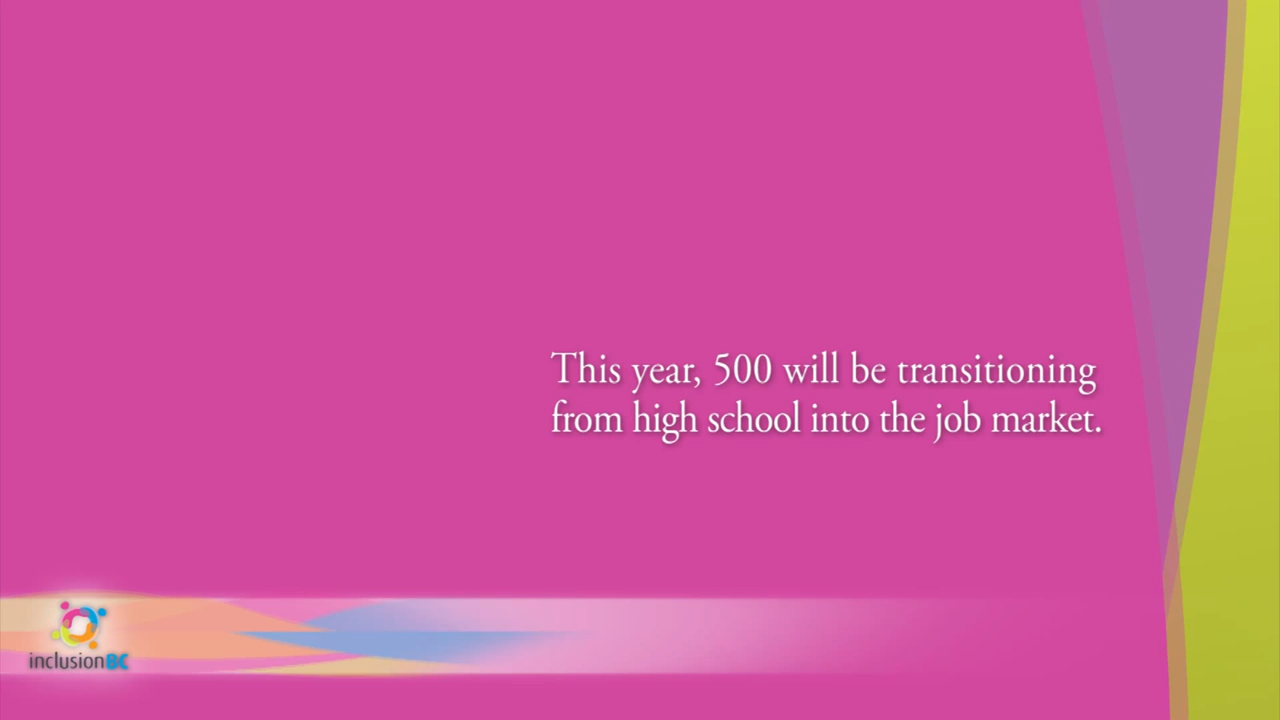 This year, 500 will be transitioning
from high school into the job market.
inclusionBC